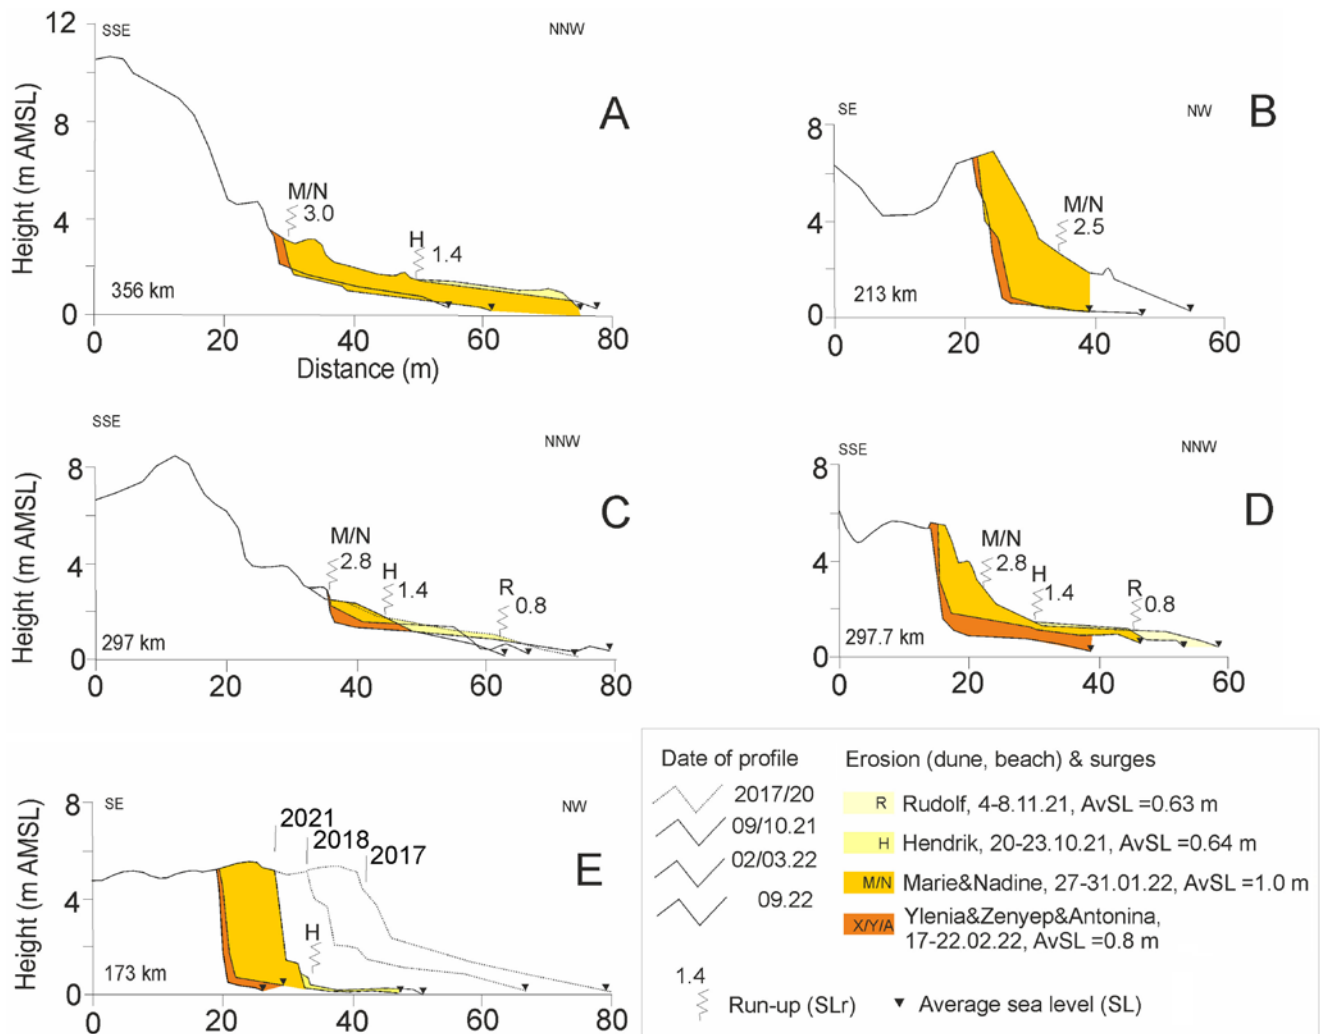 12
SSE
NNW
A
8
4
0
Height (m AMSL)
M/N
3.0
H
1.4
356 km
0
20
40
60
80
Distance (m)
SE
NW
B
8
4
0
M/N
2.5
213 km
0
20
40
60
SSE
NNW
C
8
4
0
Height (m AMSL)
M/N
2.8
H
1.4
R
0.8
297 km
0
20
40
60
80
SSE
NNW
D
8
4
0
M/N
2.8
H
1.4
R
0.8
297.7 km
0
20
40
60
SE
NW
E
8
4
0
Height (m AMSL)
2021
2018
2017
H
173 km
0
20
40
60
80
Date of profile
2017/20
09/10.21
02/03.22
09.22
1.4
Run-up (SLr)
Erosion (dune, beach) & surges
R Rudolf, 4-8.11.21, AvSL =0.63 m
H Hendrik, 20-23.10.21, AvSL =0.64 m
M/N Marie&Nadine, 27-31.01.22, AvSL =1.0 m
X/Y/A Ylenia&Zenyep&Antonina,
17-22.02.22, AvSL =0.8 m
Average sea level (SL)